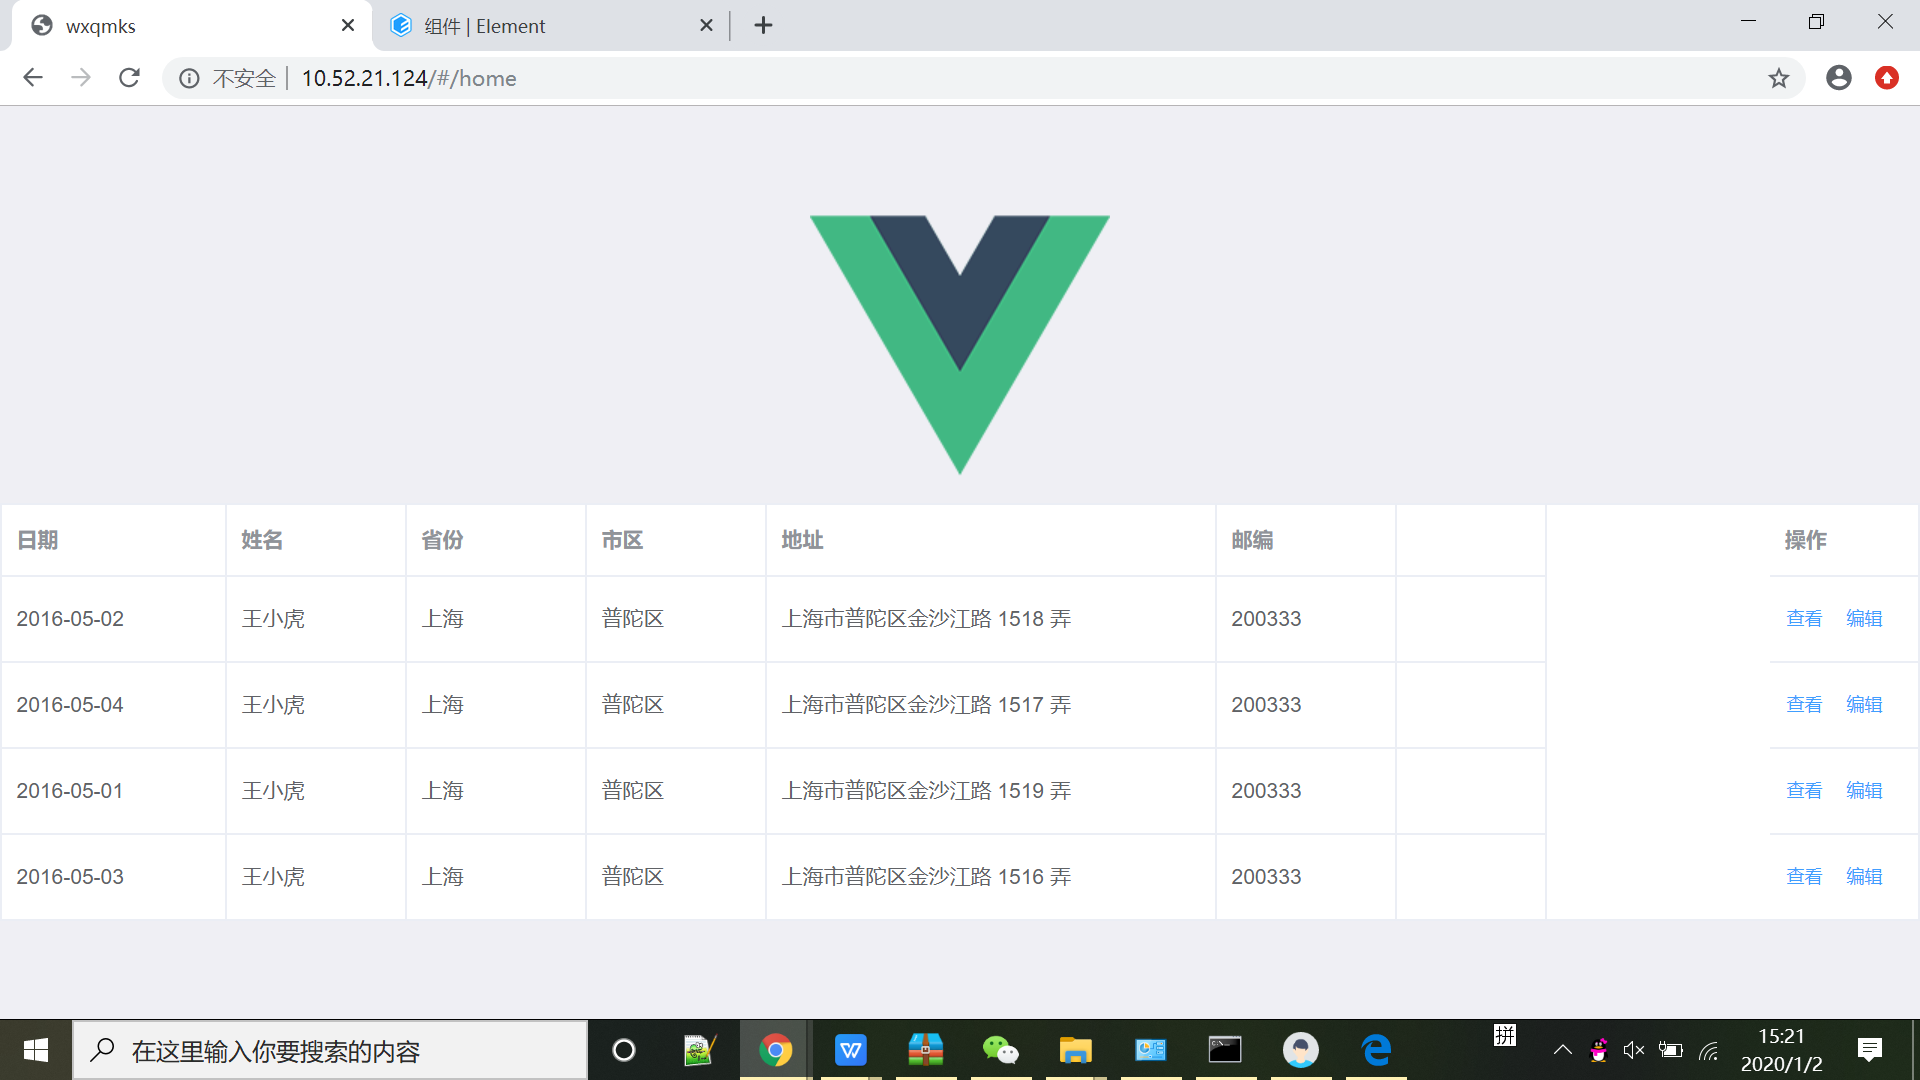 wxqmks
组件 | Element
不安全 | 10.52.21.124/#/home
日期 姓名 省份 市区 地址 邮编 操作
2016-05-02 王小虎 上海 普陀区 上海市普陀区金沙江路 1518 弄 200333 查看 编辑
2016-05-04 王小虎 上海 普陀区 上海市普陀区金沙江路 1517 弄 200333 查看 编辑
2016-05-01 王小虎 上海 普陀区 上海市普陀区金沙江路 1519 弄 200333 查看 编辑
2016-05-03 王小虎 上海 普陀区 上海市普陀区金沙江路 1516 弄 200333 查看 编辑
在这里输入你要搜索的内容
拼
15:21
2020/1/2